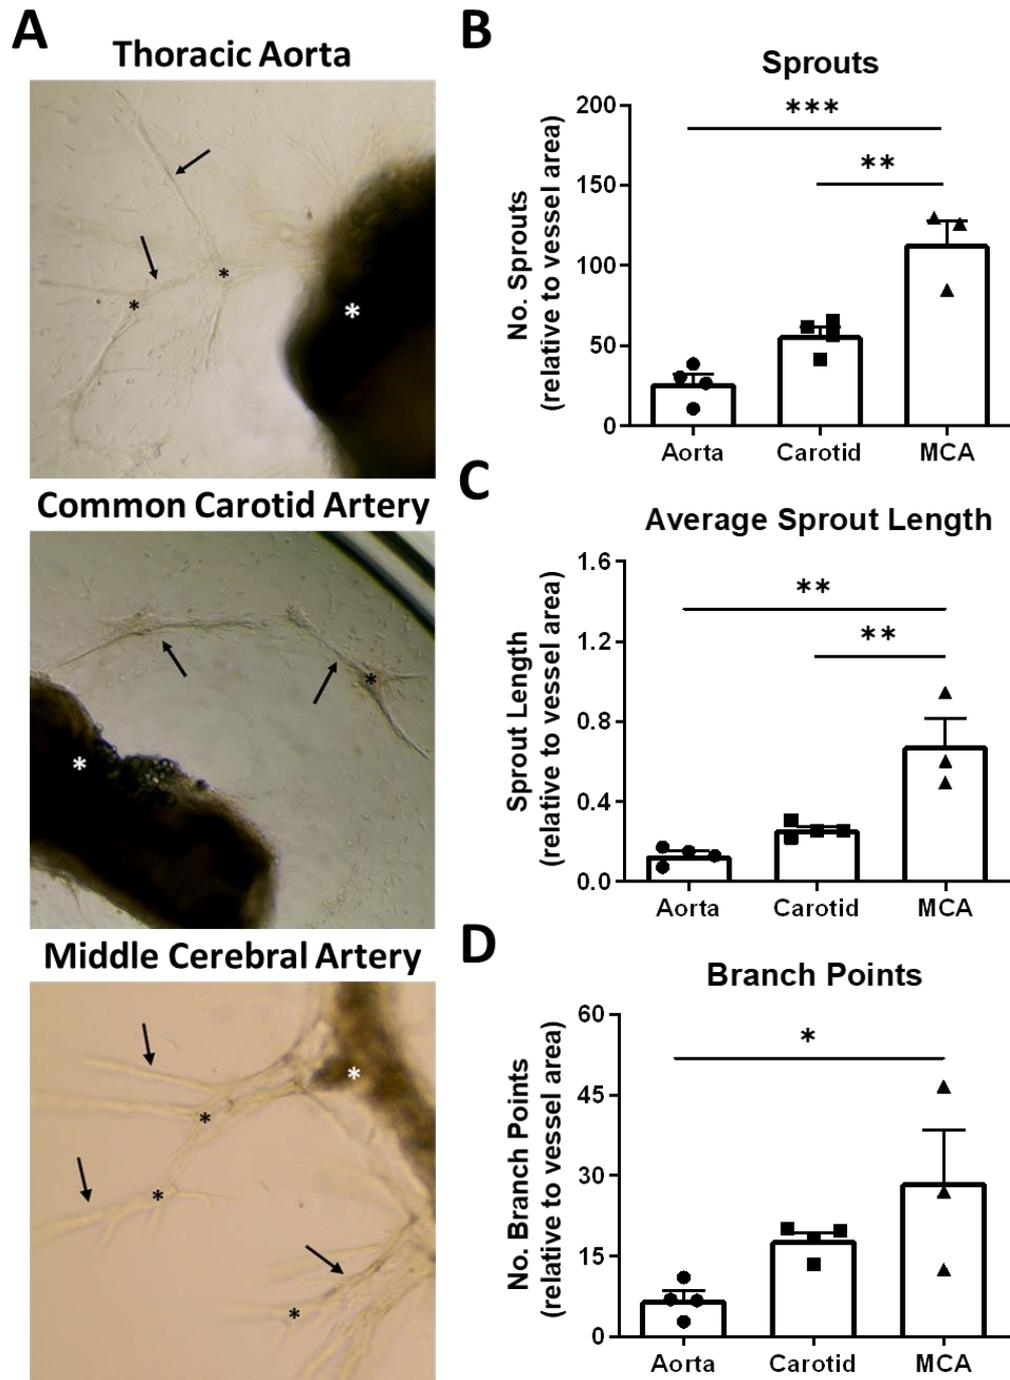 A
Thoracic Aorta
*
*
*
Common Carotid Artery
*
*
Middle Cerebral Artery
*
*
*
*
B
Sprouts
No. Sprouts
(relative to vessel area)
200
150
100
50
0
***
**
Aorta Carotid MCA
C
Average Sprout Length
Sprout Length
(relative to vessel area)
1.6
1.2
0.8
0.4
0.0
**
**
Aorta Carotid MCA
D
Branch Points
No. Branch Points
(relative to vessel area)
60
45
30
15
0
*
Aorta Carotid MCA